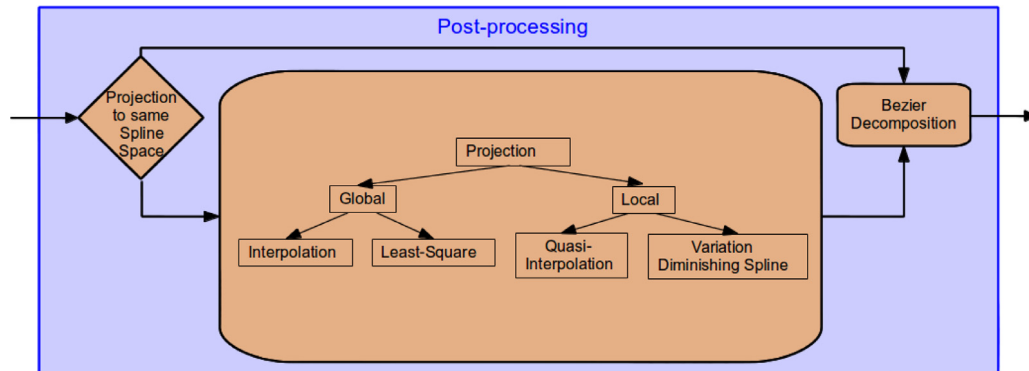 Post-processing
Projection
to same
Spline
Space
Bezier
Decomposition
Projection
Global
Local
Interpolation
Least-Square
Quasi-
Interpolation
Variation
Diminishing Spline